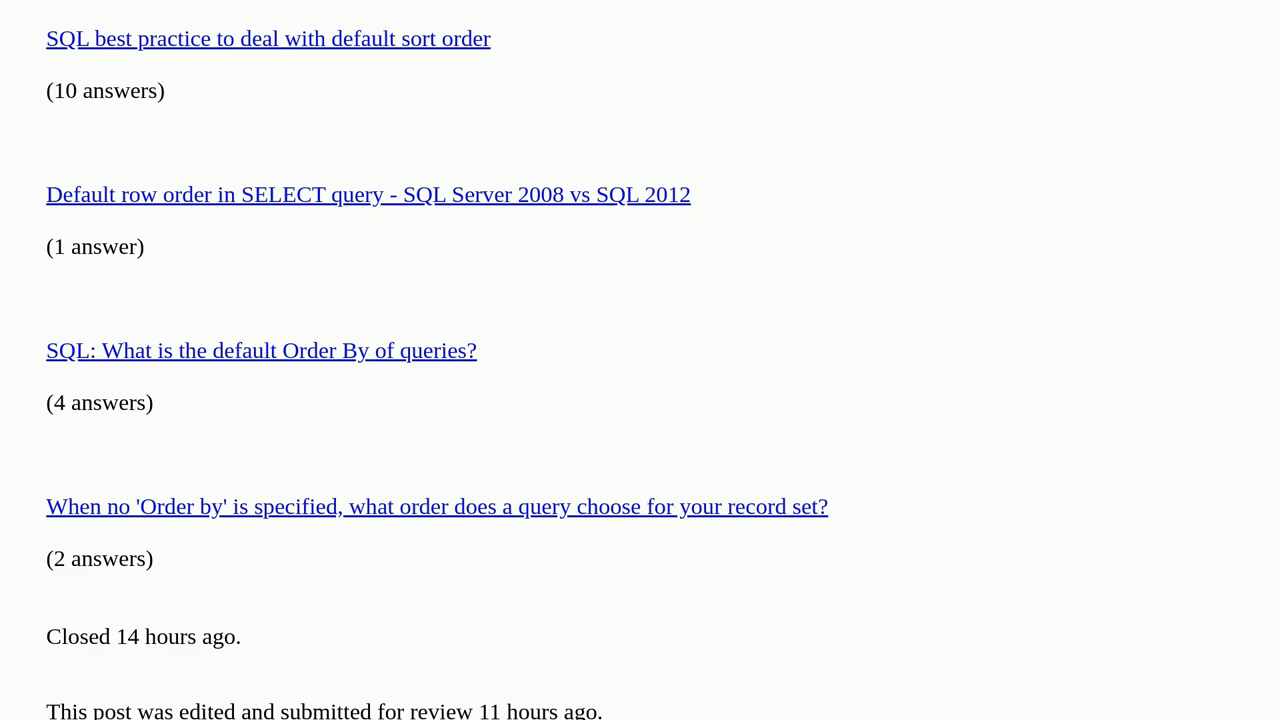 SQL best practice to deal with default sort order
(10 answers)
Default row order in SELECT query - SQL Server 2008 vs SQL 2012
(1 answer)
SQL: What is the default Order By of queries?
(4 answers)
When no 'Order by' is specified, what order does a query choose for your record set?
(2 answers)
Closed 14 hours ago.
This post was edited and submitted for review 11 hours ago.